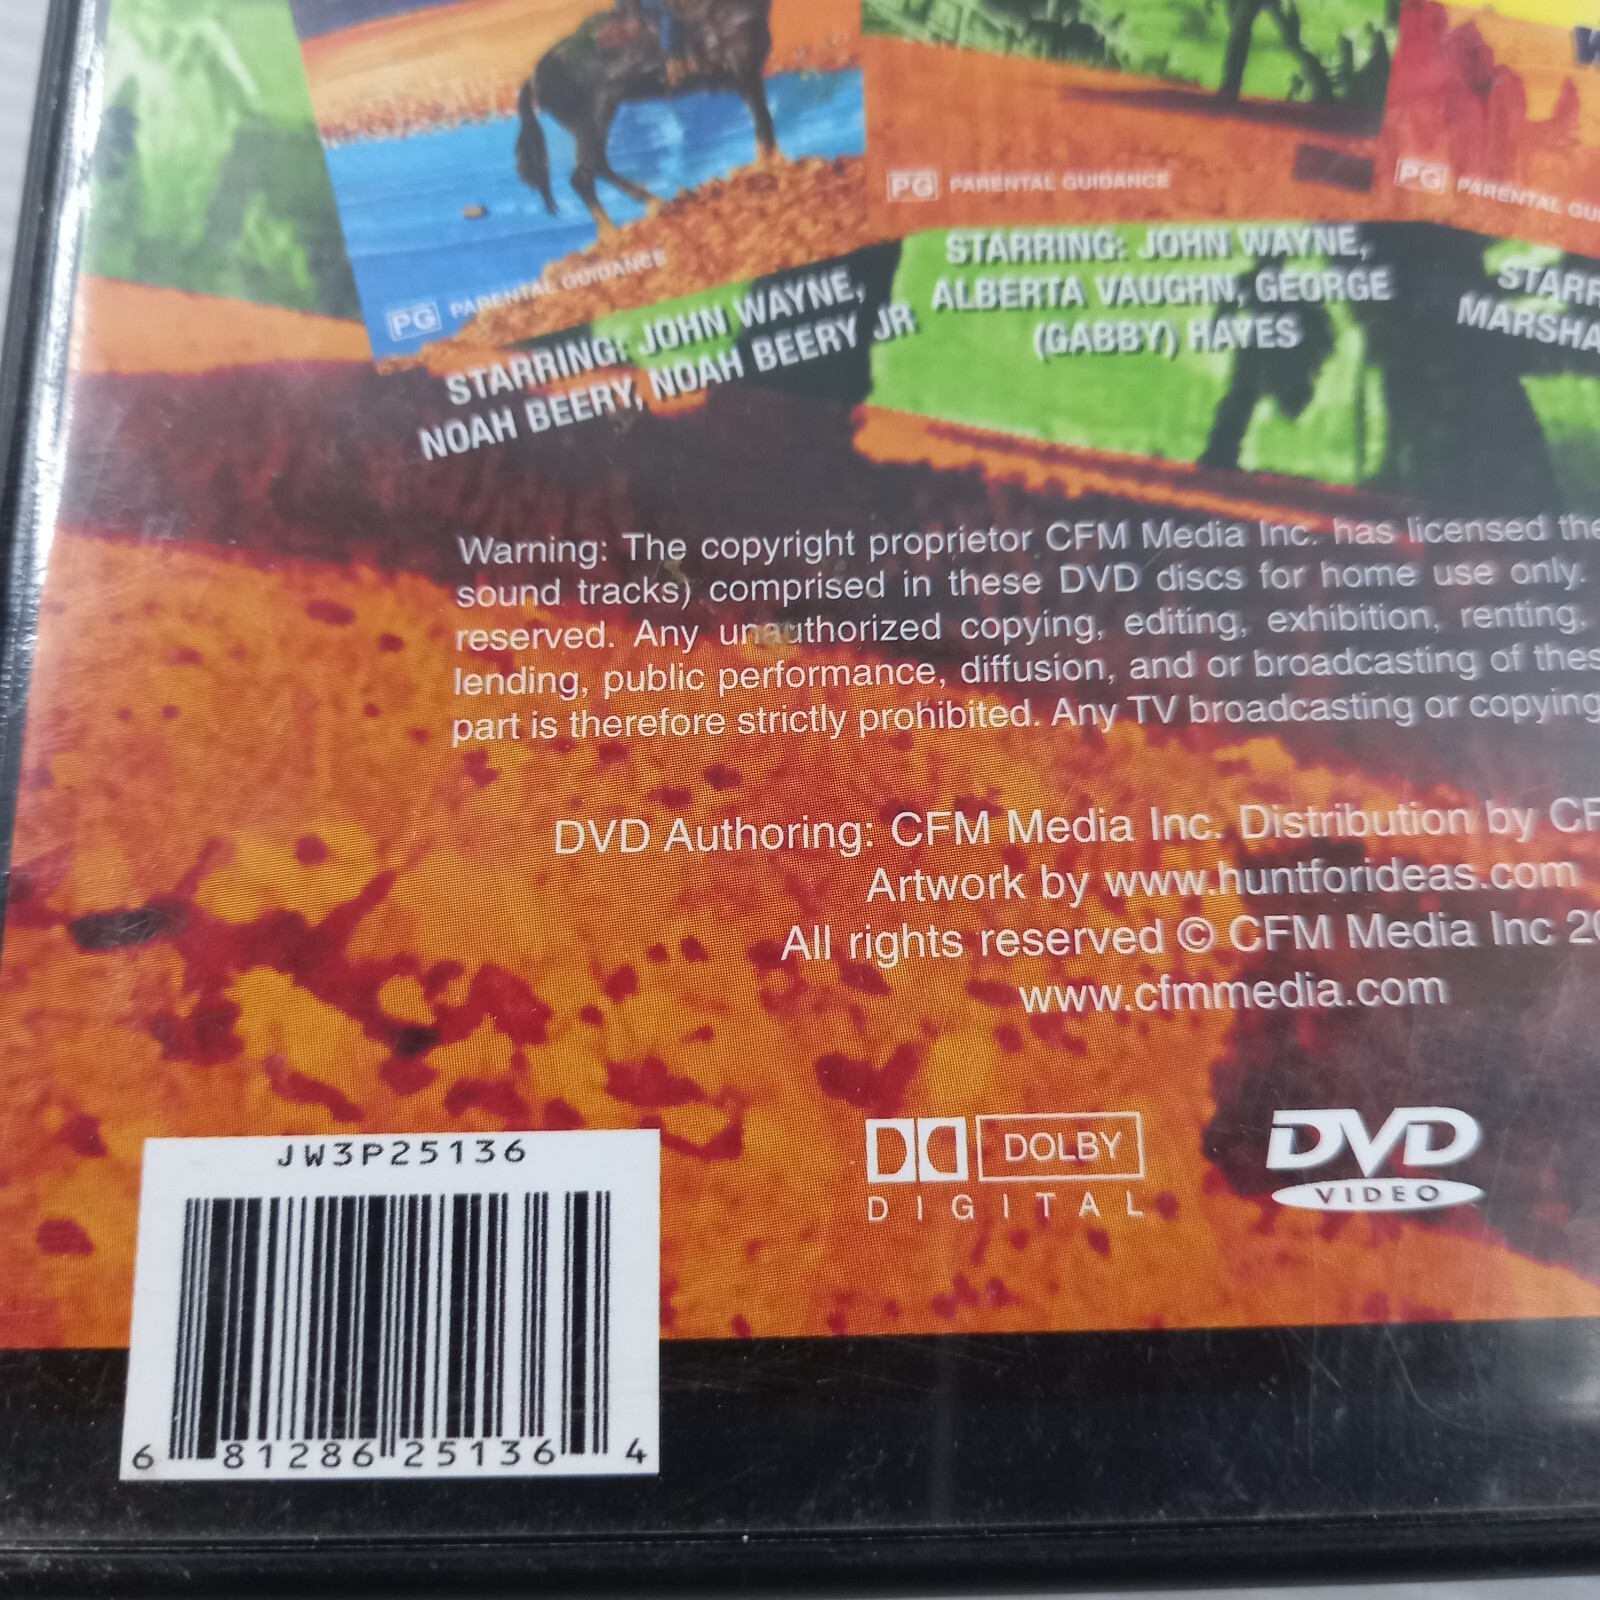 PG PARENTAL GUIDANCE
PG PARENTAL GUIDANCE
PG PARENTAL
STARRING: JOHN WAYNE,
NOAH BEERY, NOAH BEERY JR
STARRING: JOHN WAYNE,
ALBERTA VAUGHN, GEORGE
(GABBY) HAYES
Warning: The copyright proprietor CFM Media Inc. has licensed the
sound tracks) comprised in these DVD discs for home use only.
reserved. Any unauthorized copying, editing, exhibition, renting,
lending, public performance, diffusion, and or broadcasting of
part is therefore strictly prohibited. Any TV broadcasting or copying
DVD Authoring: CFM Media Inc. Distribution by
Artwork by www.huntforideas.com
All rights reserved © CFM Media Inc
www.cfmmedia.com
DOLBY
DIGITAL
DVD
VIDEO
JW3P25136
6 81286 25136 4